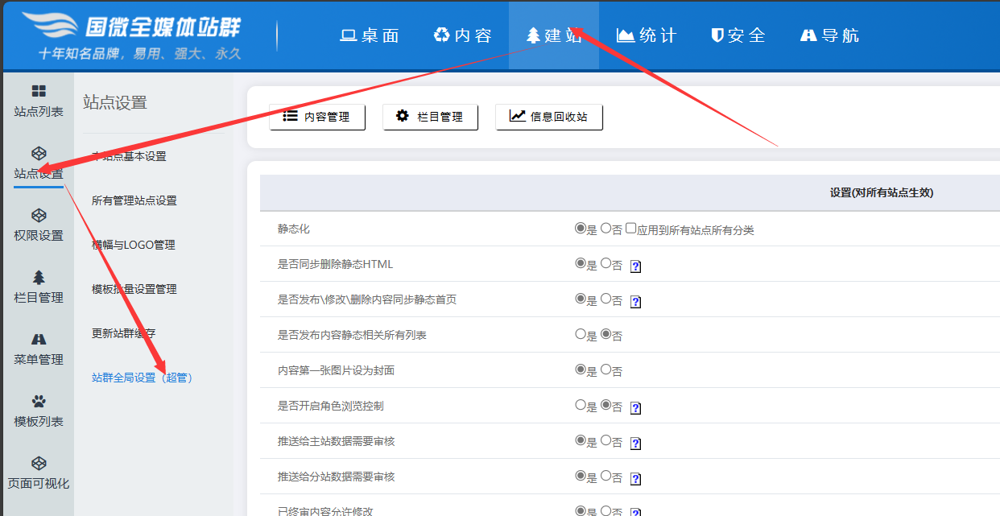 国微全媒体站群
十年知名品牌，易用、强大、永久
桌面
内容
建站
统计
安全
导航
站点列表
站点设置
权限设置
栏目管理
菜单管理
模板列表
页面可视化
站点设置
本站点基本设置
所有管理站点设置
横幅与LOGO管理
模板批量设置管理
更新站群缓存
站群全局设置（超管）
内容管理
栏目管理
信息回收站
设置(对所有站点生效)
静态化 是 否 应用到所有站点所有分类
是否同步删除静态HTML 是 否 ?
是否发布\修改\删除内容同步静态首页 是 否 ?
是否发布内容静态相关所有列表 是 否
内容第一张图片设为封面 是 否
是否开启角色浏览控制 是 否 ?
推送给主站数据需要审核 是 否 ?
推送给分站数据需要审核 是 否 ?
已终审内容允许修改 是 否 ?